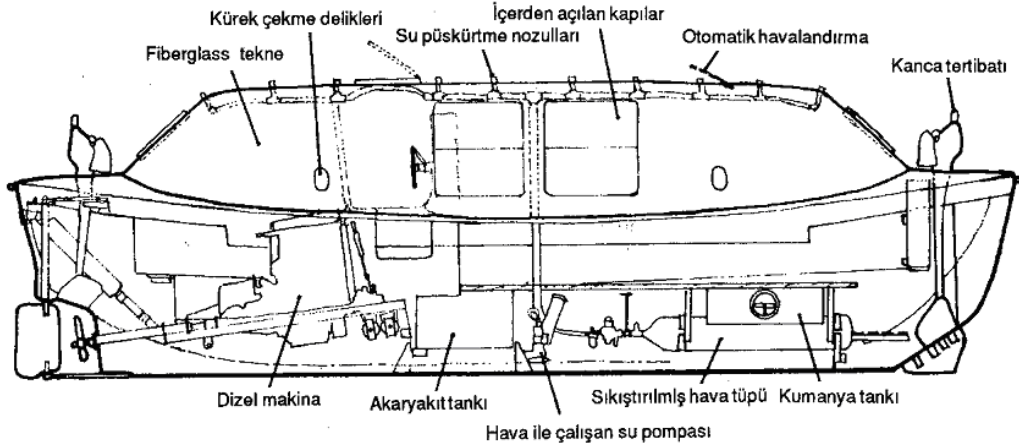 Kürek çekme delikleri
İçerden açılan kapılar
Su püskürtme nozulları
Otomatik havalandırma
Fiberglass tekne
Kanca tertibatı
Dizel makina
Akaryakıt tankı
Sıkıştırılmlş hava tüpü
Kumanya tankı
Hava ile çalışan su pompası